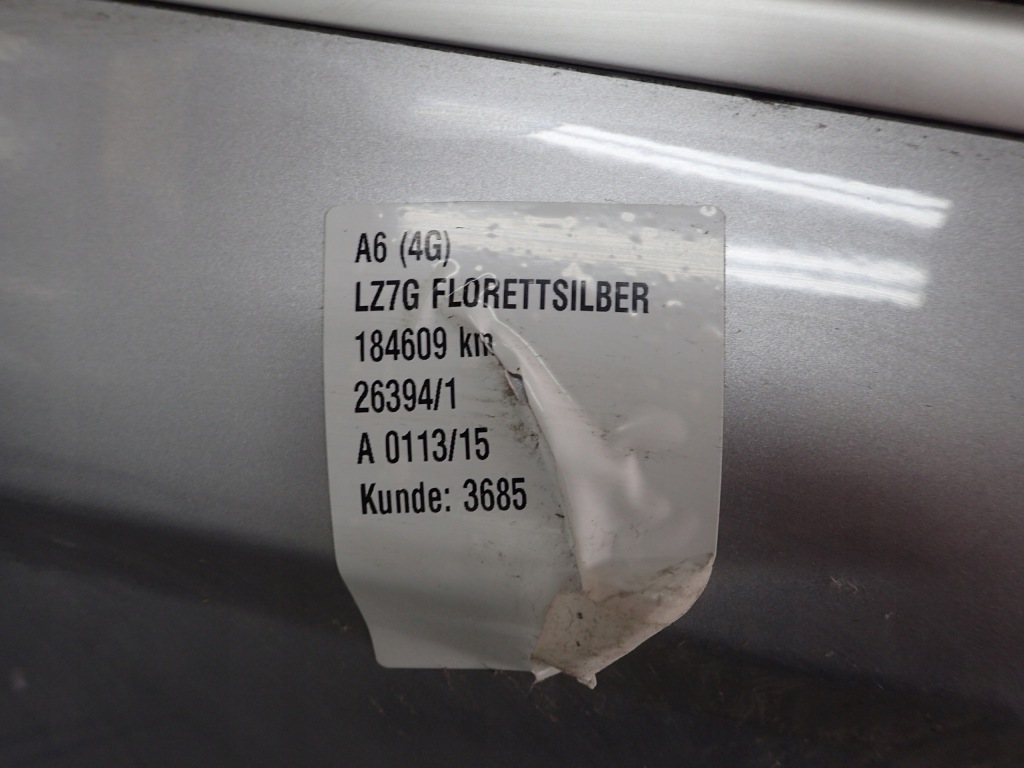 A6 (4G)
LZ7G FLORETTSILBER
184609 km
26394/1
A 0113/15
Kunde: 3685